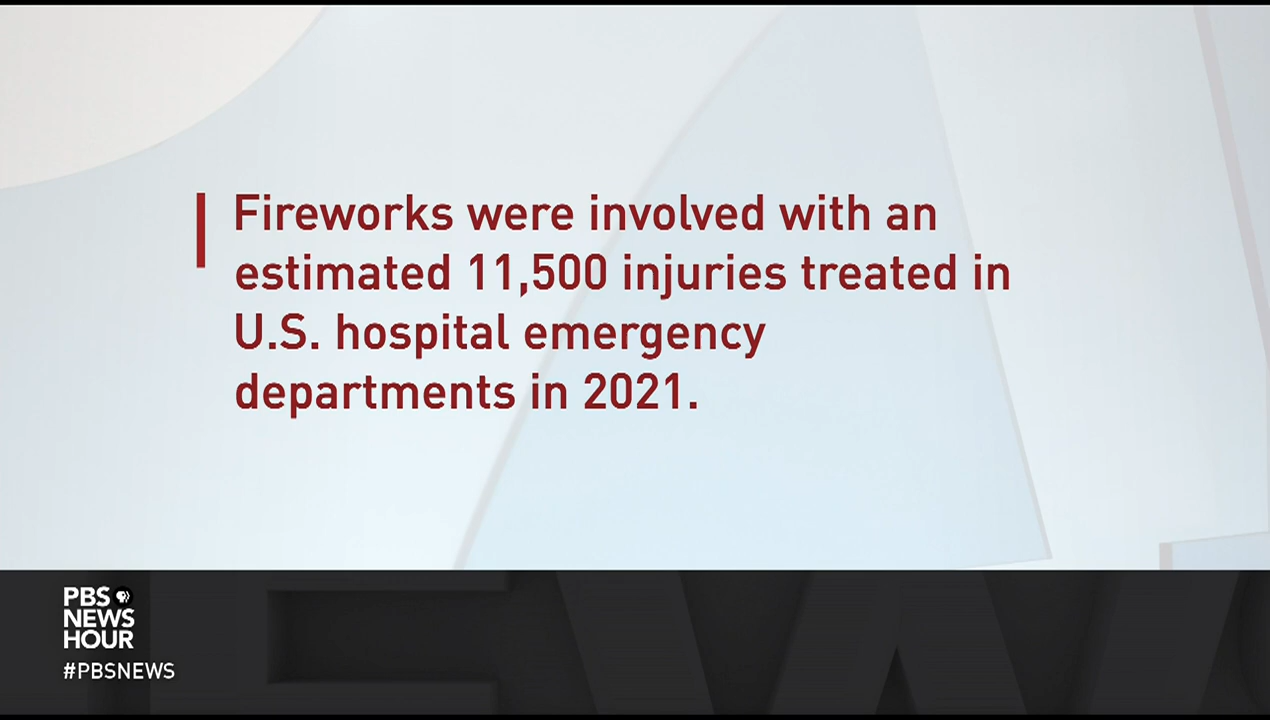 Fireworks were involved with an
estimated 11,500 injuries treated in
U.S. hospital emergency
departments in 2021.
PBS
NEWS
HOUR
#PBSNEWS